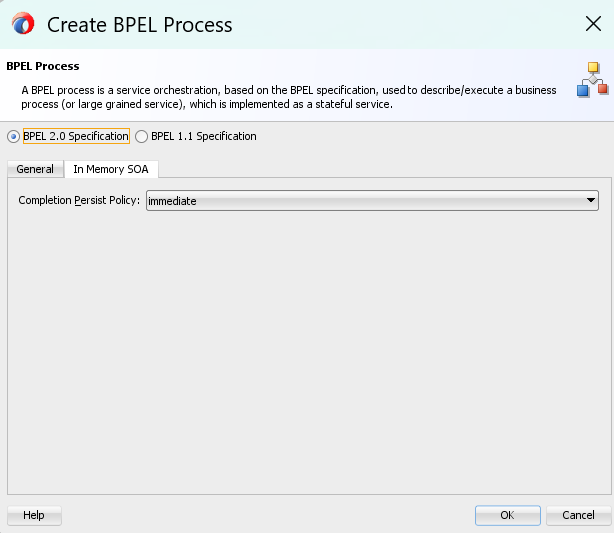 Create BPEL Process
BPEL Process
A BPEL process is a service orchestration, based on the BPEL specification, used to describe/execute a business
process (or large grained service), which is implemented as a stateful service.
BPEL 2.0 Specification BPEL 1.1 Specification
General In Memory SOA
Completion Persist Policy: immediate
Help OK Cancel